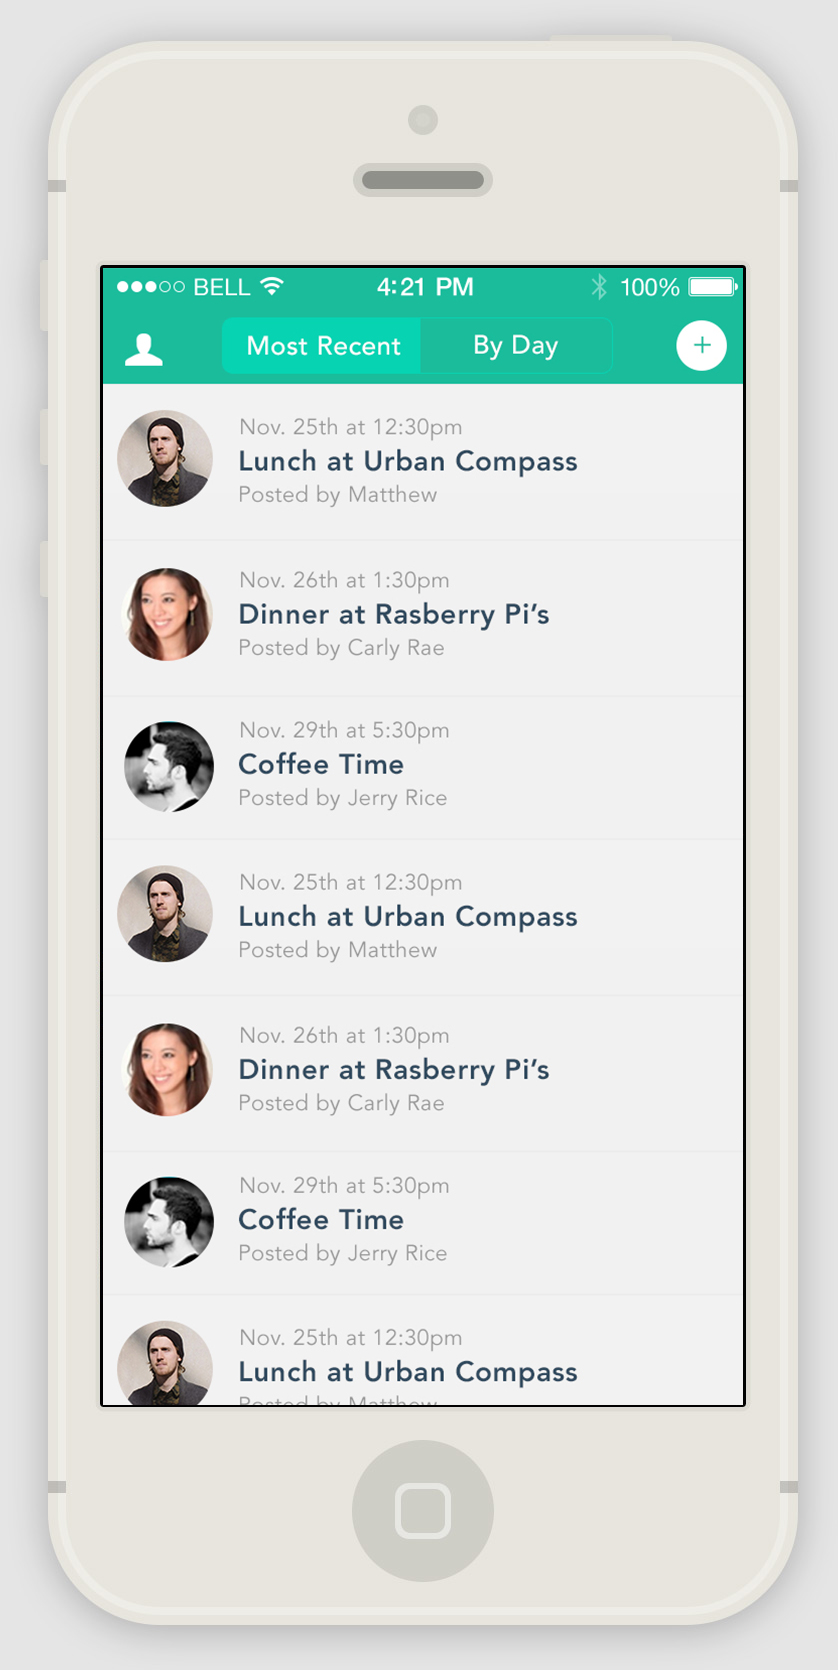 BELL 4:21 PM 100%
Most Recent By Day +
Nov. 25th at 12:30pm
Lunch at Urban Compass
Posted by Matthew
Nov. 26th at 1:30pm
Dinner at Rasberry Pi’s
Posted by Carly Rae
Nov. 29th at 5:30pm
Coffee Time
Posted by Jerry Rice
Nov. 25th at 12:30pm
Lunch at Urban Compass
Posted by Matthew
Nov. 26th at 1:30pm
Dinner at Rasberry Pi’s
Posted by Carly Rae
Nov. 29th at 5:30pm
Coffee Time
Posted by Jerry Rice
Nov. 25th at 12:30pm
Lunch at Urban Compass
Posted by Matthew